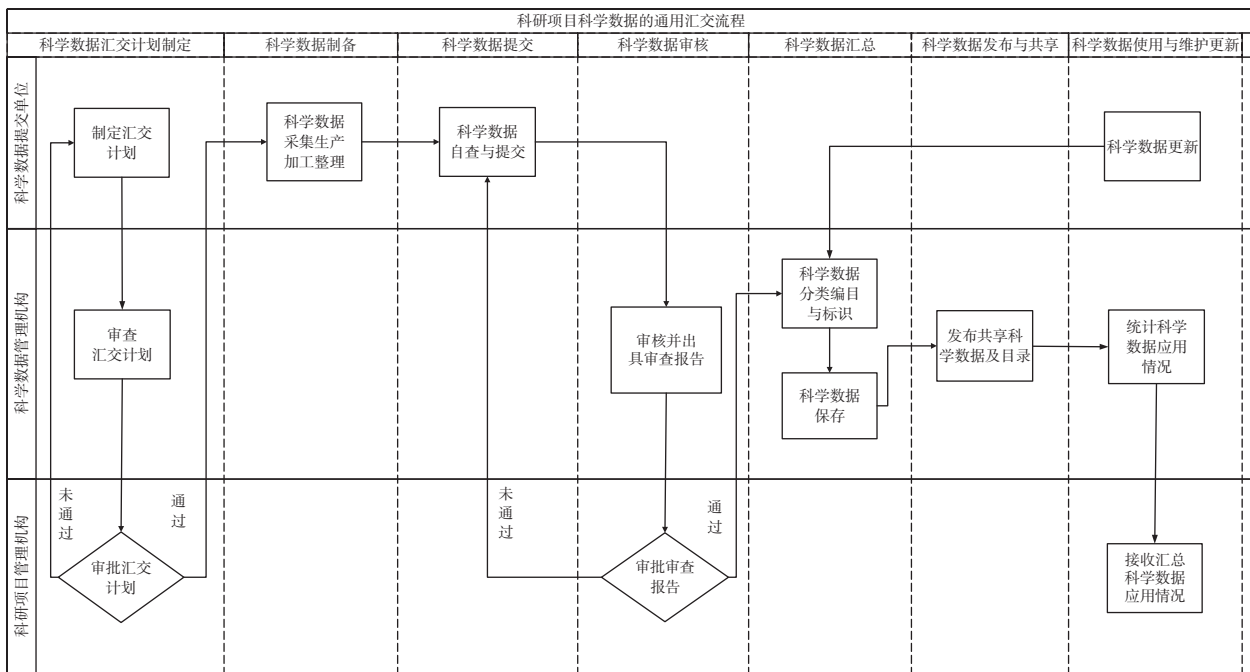 科研项目科学数据的通用汇交流程
科学数据汇交计划制定
科学数据制备
科学数据提交
科学数据审核
科学数据汇总
科学数据发布与共享
科学数据使用与维护更新
科学数据提交单位
制定汇交
计划
科学数据
采集生产
加工整理
科学数据
自查与提交
科学数据更新
科学数据管理机构
审查
汇交计划
审核并出
具审查报告
科学数据
分类编目
与标识
科学数据
保存
发布共享科
学数据及目录
统计科学
数据应用
情况
科研项目管理机构
未通过
通过
审批汇交
计划
未通过
通过
审批审查
报告
接收汇总
科学数据
应用情况